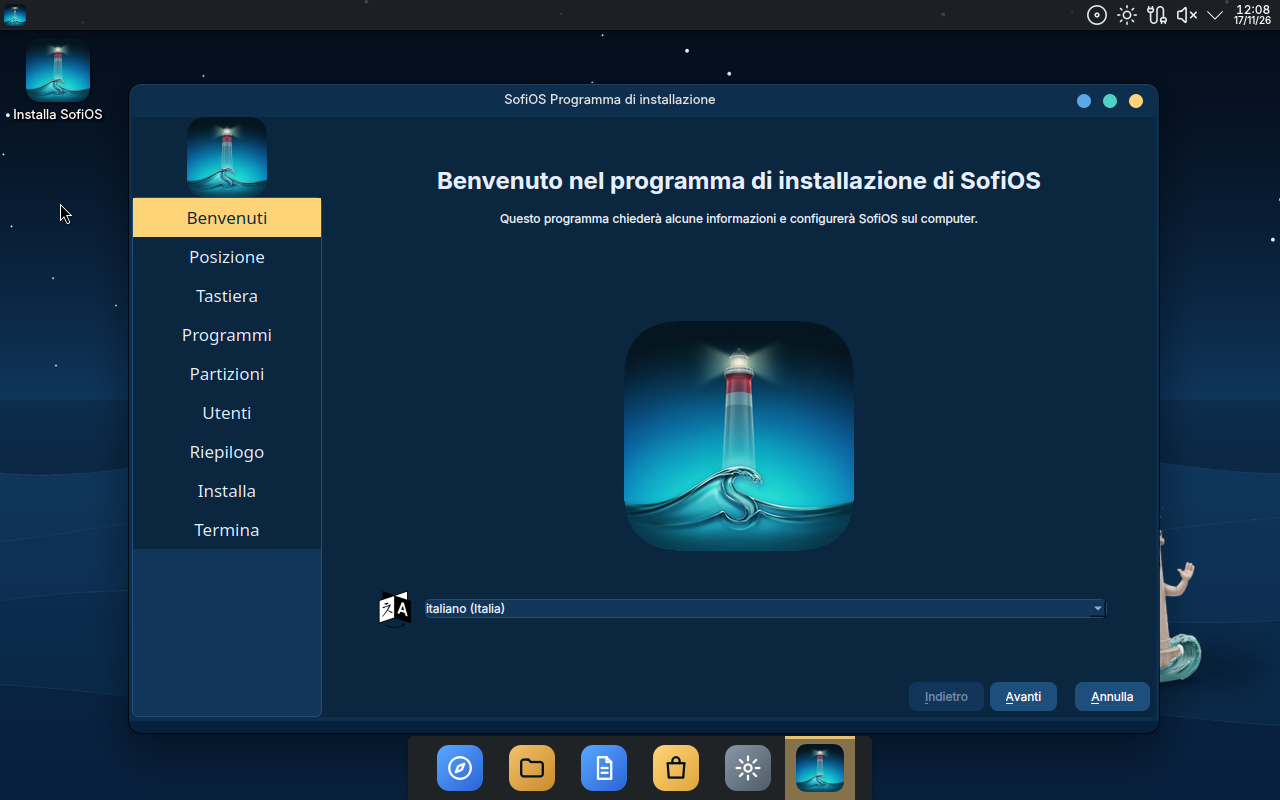 12:08
17/11/26
Installa SofiOS
SofiOS Programma di installazione
Benvenuti
Posizione
Tastiera
Programmi
Partizioni
Utenti
Riepilogo
Installa
Termina
Benvenuto nel programma di installazione di SofiOS
Questo programma chiederà alcune informazioni e configurerà SofiOS sul computer.
italiano (Italia)
Indietro
Avanti
Annulla